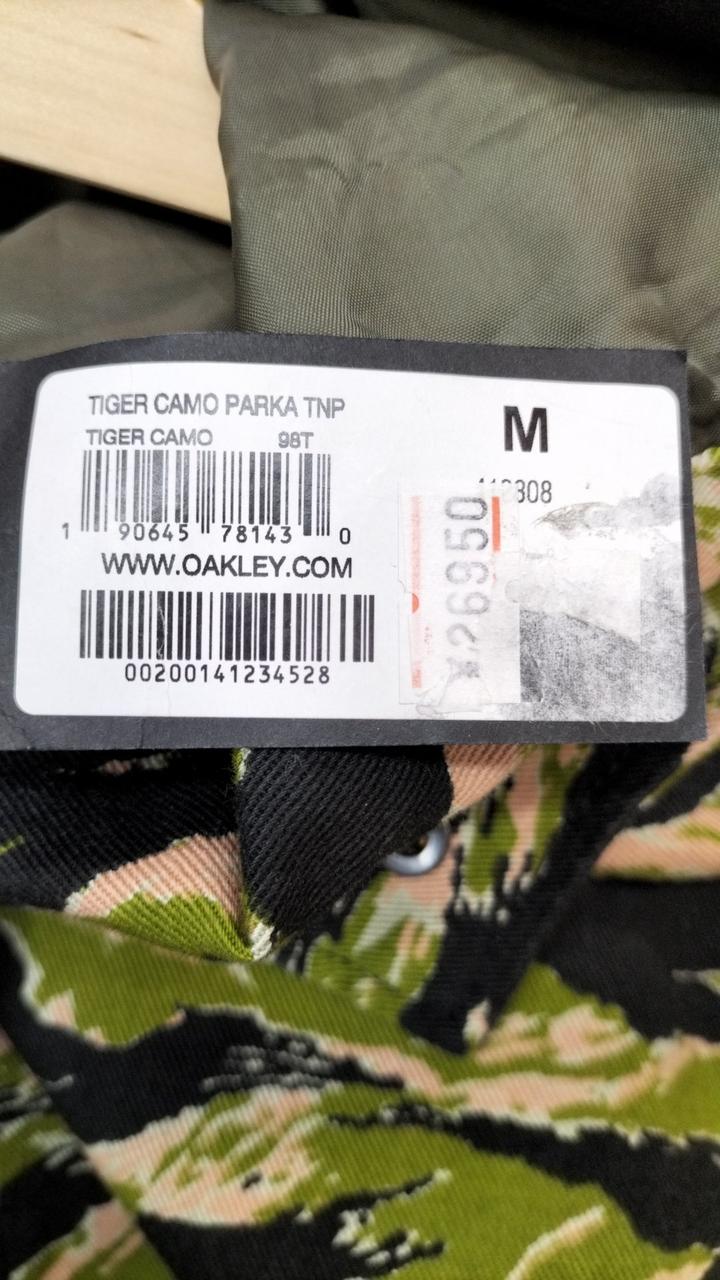 TIGER CAMO PARKA TNP
M
TIGER CAMO 98T
1 90645 78143 0
WWW.OAKLEY.COM
00200141234528
¥26950